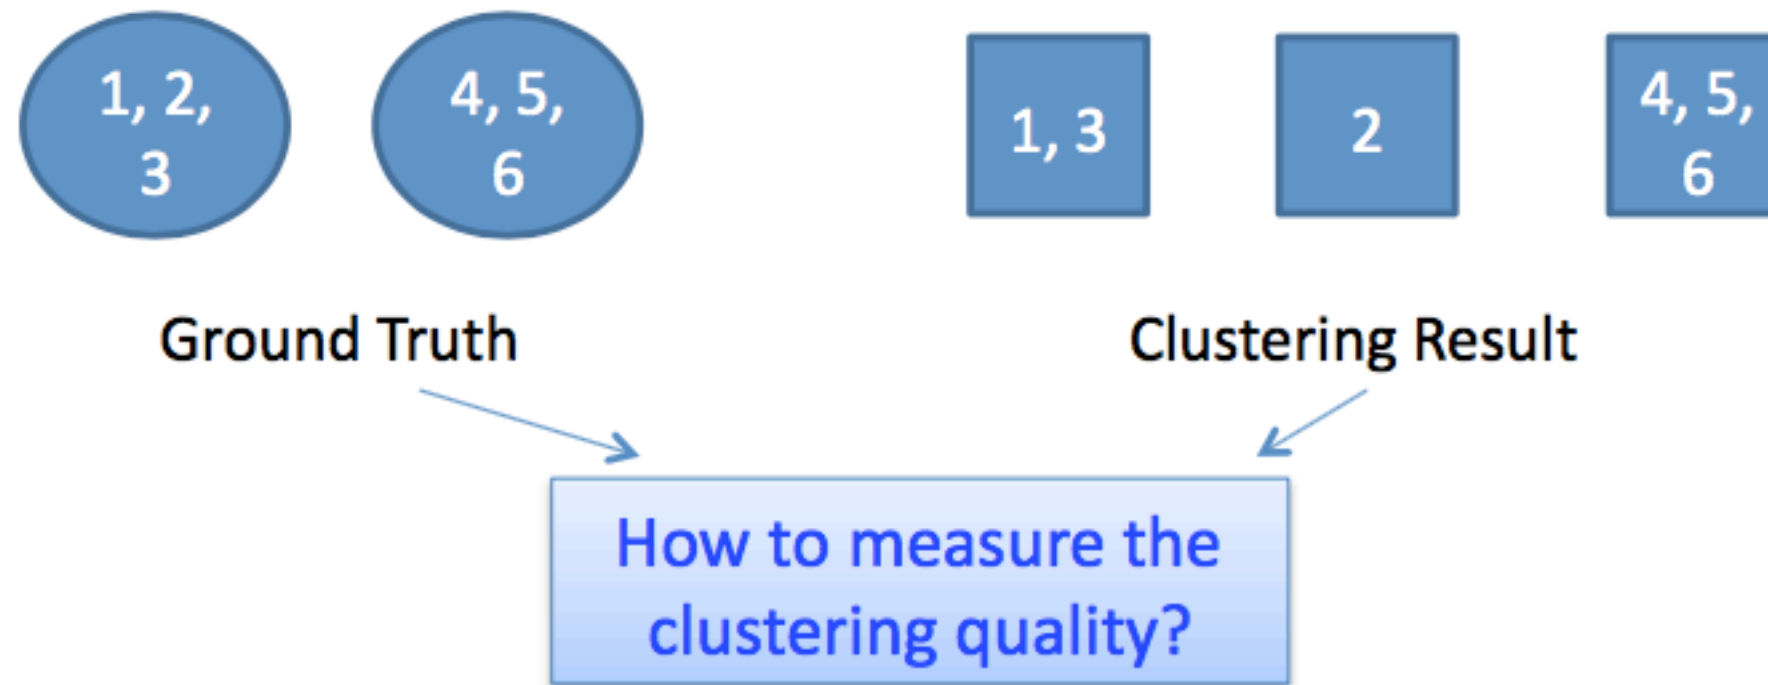 1, 2,
3
4, 5,
6
1, 3
2
4, 5,
6
Ground Truth
Clustering Result
How to measure the
clustering quality?